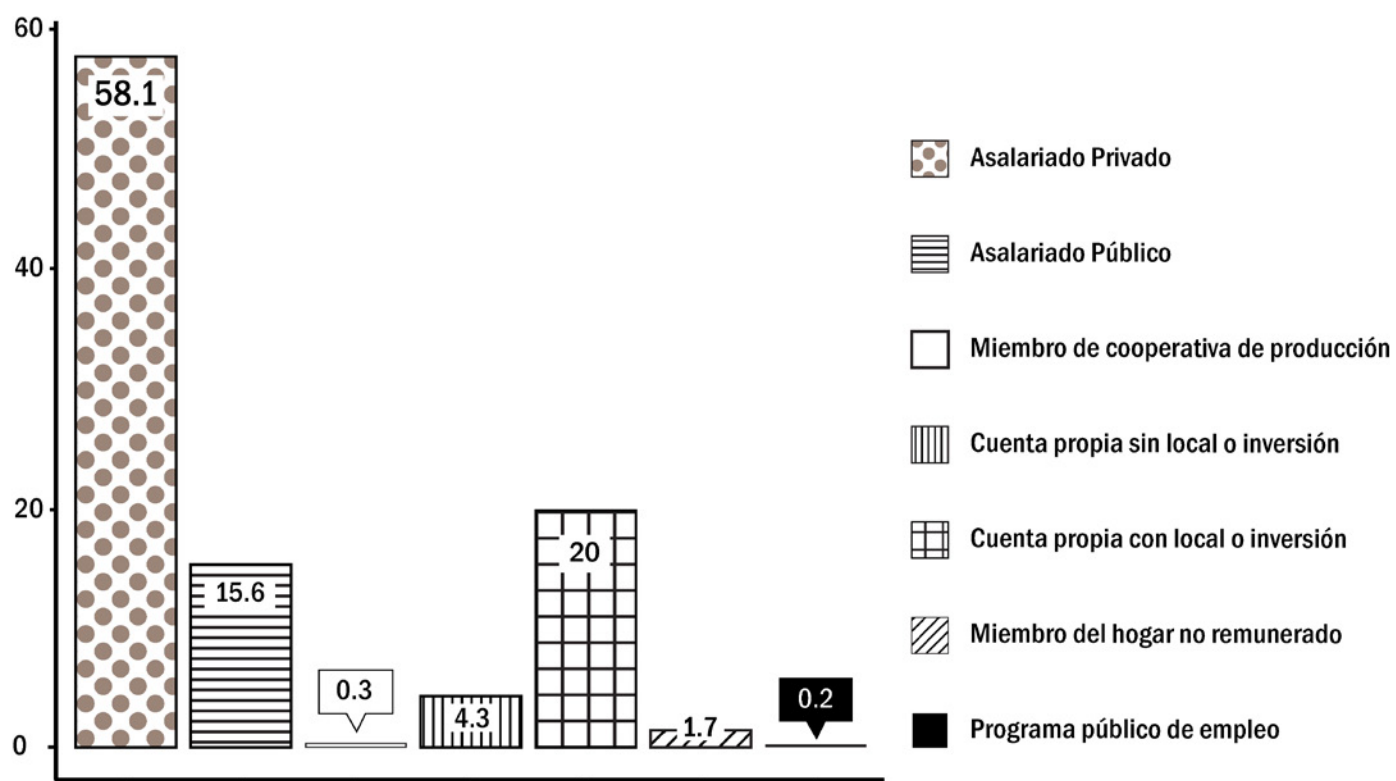 60
40
20
0
58.1
15.6
0.3
4.3
20
1.7
0.2
Asalariado Privado
Asalariado Público
Miembro de cooperativa de producción
Cuenta propia sin local o inversión
Cuenta propia con local o inversión
Miembro del hogar no remunerado
Programa público de empleo